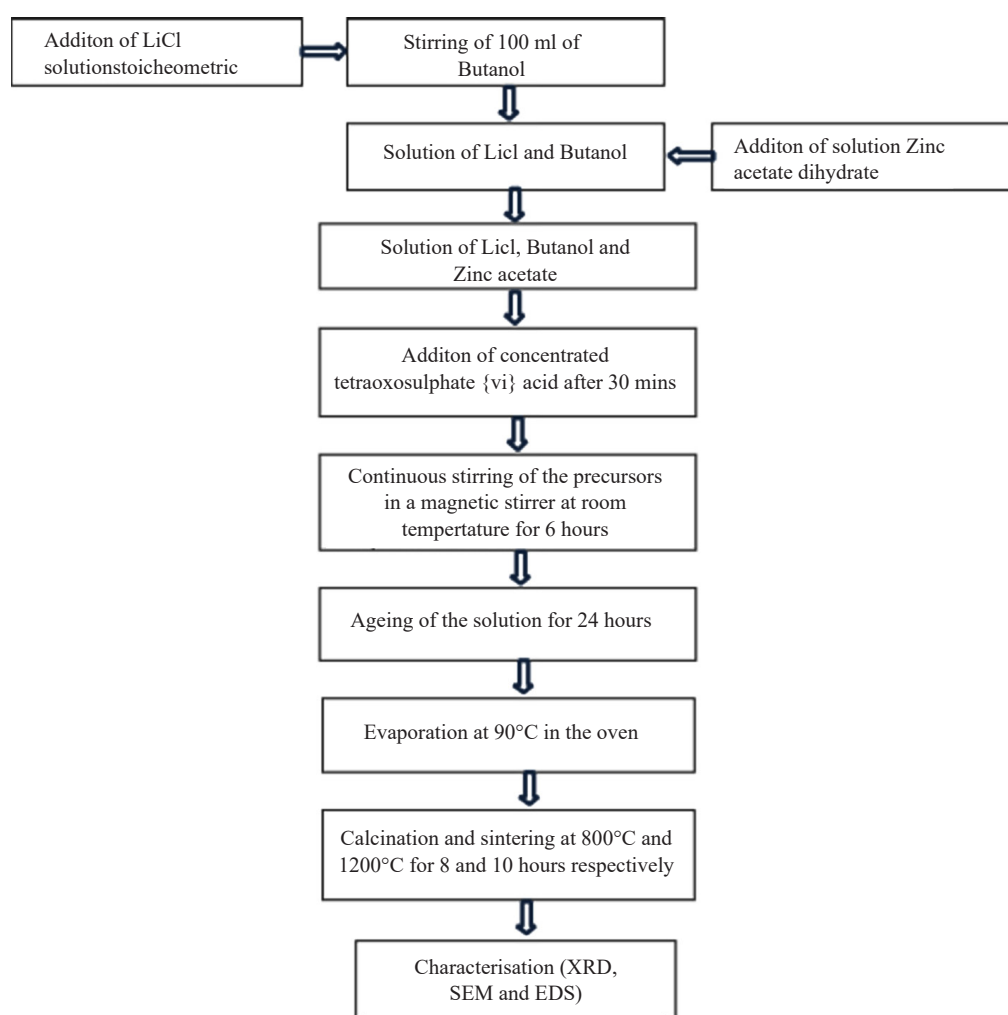 Additon of LiCl
solutionstoicheometric
Stirring of 100 ml of
Butanol
Solution of Licl and Butanol
Additon of solution Zinc
acetate dihydrate
Solution of Licl, Butanol and
Zinc acetate
Additon of concentrated
tetraoxosulphate {vi} acid after 30 mins
Continuous stirring of the precursors
in a magnetic stirrer at room
tempertature for 6 hours
Ageing of the solution for 24 hours
Evaporation at 90°C in the oven
Calcination and sintering at 800°C and
1200°C for 8 and 10 hours respectively
Characterisation (XRD,
SEM and EDS)